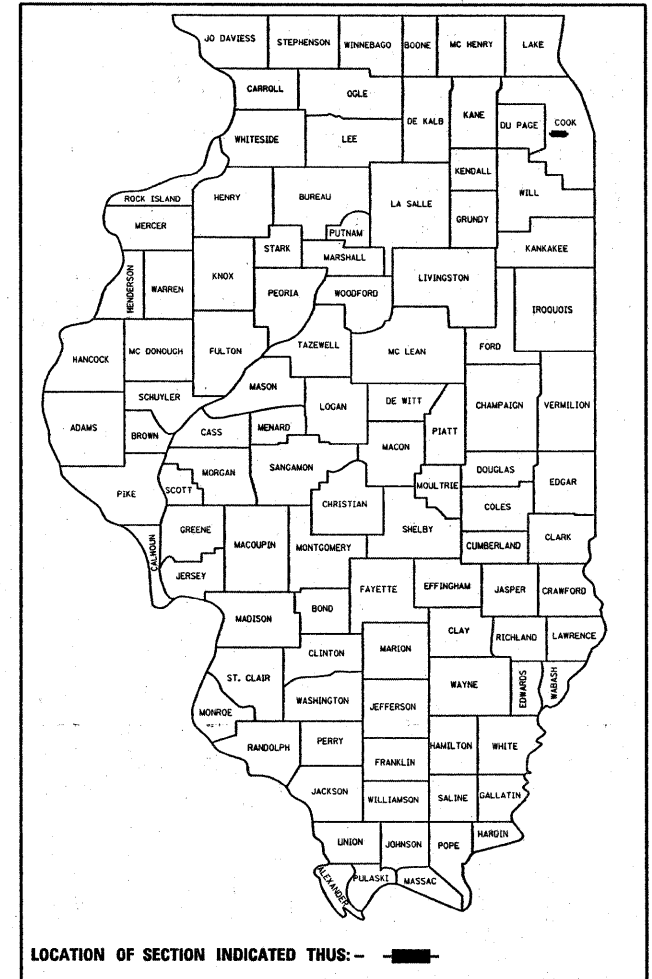 JO DAVIESS STEPHENSON WINNEBAGO BOONE MC HENRY LAKE
CARROLL OGLE DE KALB KANE DU PAGE COOK
WHITESIDE LEE
KENDALL WILL
ROCK ISLAND HENRY BUREAU LA SALLE GRUNDY
MERCER PUTNAM
STARK MARSHALL KANKAKEE
HENDERSON WARREN KNOX PEORIA WOODFORD LIVINGSTON IROQUOIS
HANCOCK MC DONOUGH FULTON TAZEWELL MC LEAN FORD
SCHUYLER MASON LOGAN DE WITT CHAMPAIGN VERMILION
ADAMS BROWN CASS MENARD MACON PIATT
PIKE SCOTT MORGAN SANGAMON CHRISTIAN MOULTRIE DOUGLAS EDGAR
COLES
CALHOUN GREENE MACOUPIN MONTGOMERY SHELBY CUMBERLAND CLARK
JERSEY FAYETTE EFFINGHAM JASPER CRAWFORD
MADISON BOND
CLINTON MARION CLAY RICHLAND LAWRENCE
ST. CLAIR WASHINGTON WAYNE EDWARDS WABASH
MONROE JEFFERSON
RANDOLPH PERRY FRANKLIN HAMILTON WHITE
JACKSON WILLIAMSON SALINE GALLATIN
UNION JOHNSON POPE HARDIN
ALEXANDER PULASKI MASSAC
LOCATION OF SECTION INDICATED THUS:-